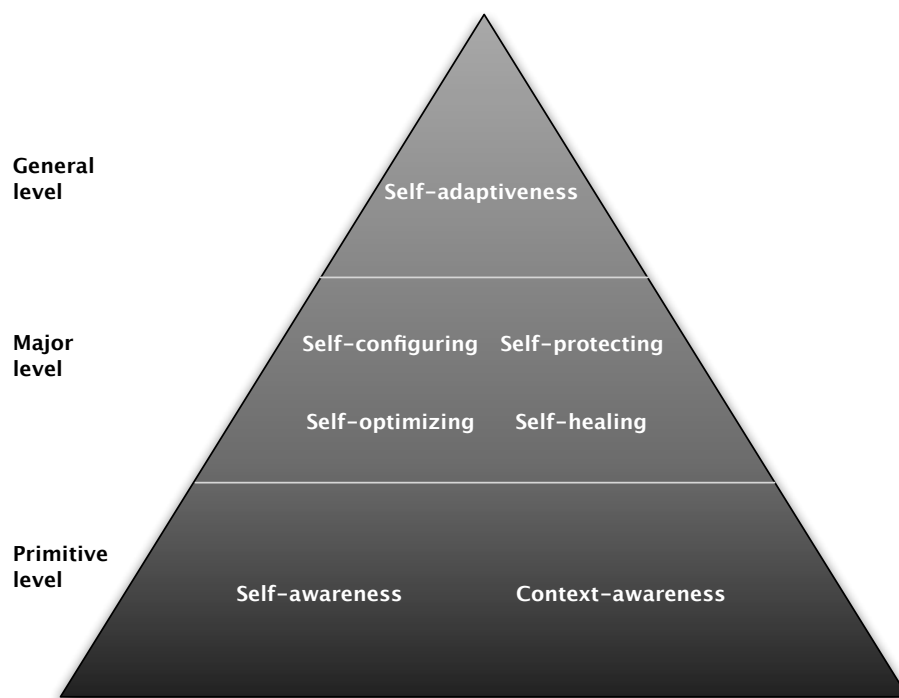 General
level
Self-adaptiveness
Major
level
Self-configuring Self-protecting
Self-optimizing Self-healing
Primitive
level
Self-awareness Context-awareness